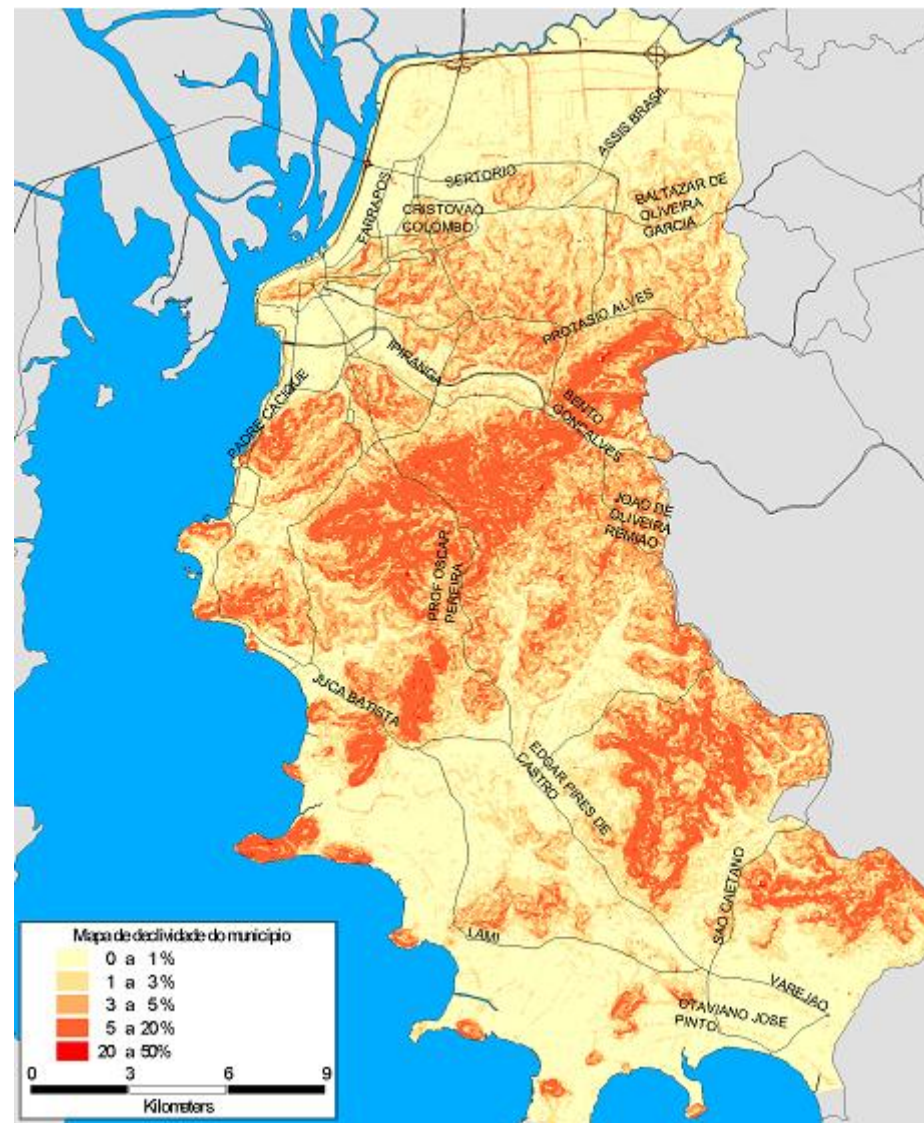 ASSIS BRASIL
SERTORIO
FARRAPOS
CRISTOVAO
COLOMBO
BALTAZAR DE
OLIVEIRA
GARCIA
PROTASIO ALVES
IPIRANGA
PADRE CACIQUE
BENTO
GONCALVES
JOAO DE
OLIVEIRA
REMIAO
PROF OSCAR
PEREIRA
JUCA BATISTA
EDGAR PIRES DE
CASTRO
SAO CAETANO
LAMI
VAREJAO
OTAVIANO JOSE
PINTO
Mapa de declividade do município
0 a 1%
1 a 3%
3 a 5%
5 a 20%
20 a 50%
0 3 6 9
Kilometers